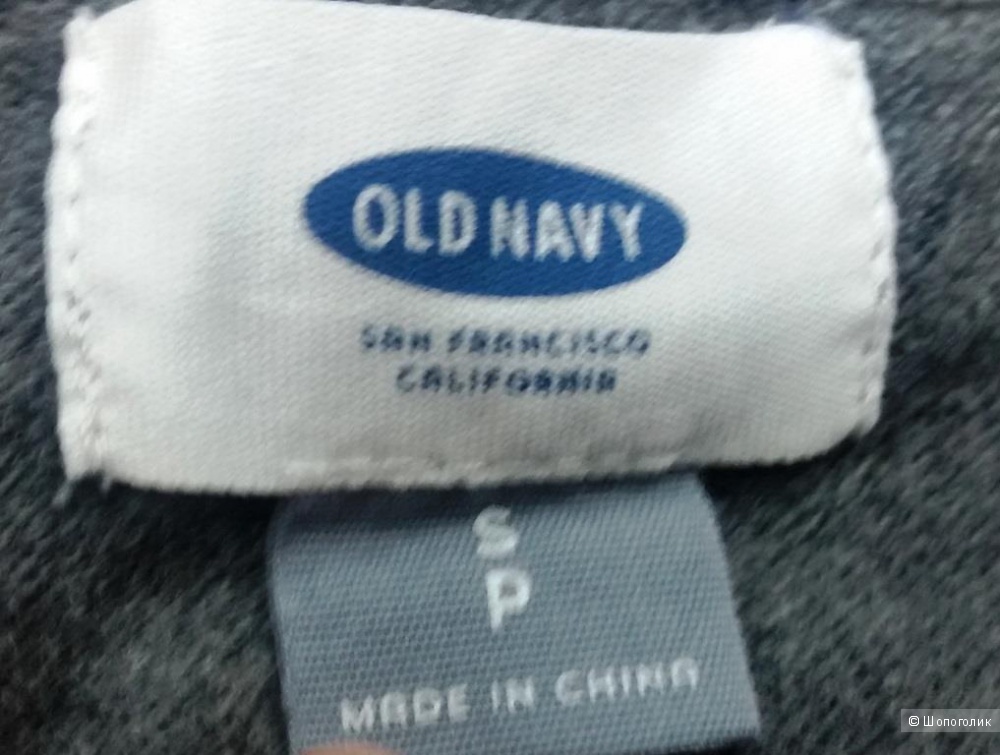 OLD NAVY
SAN FRANCISCO
CALIFORNIA
S
P
MADE IN CHINA
© Шопоголик